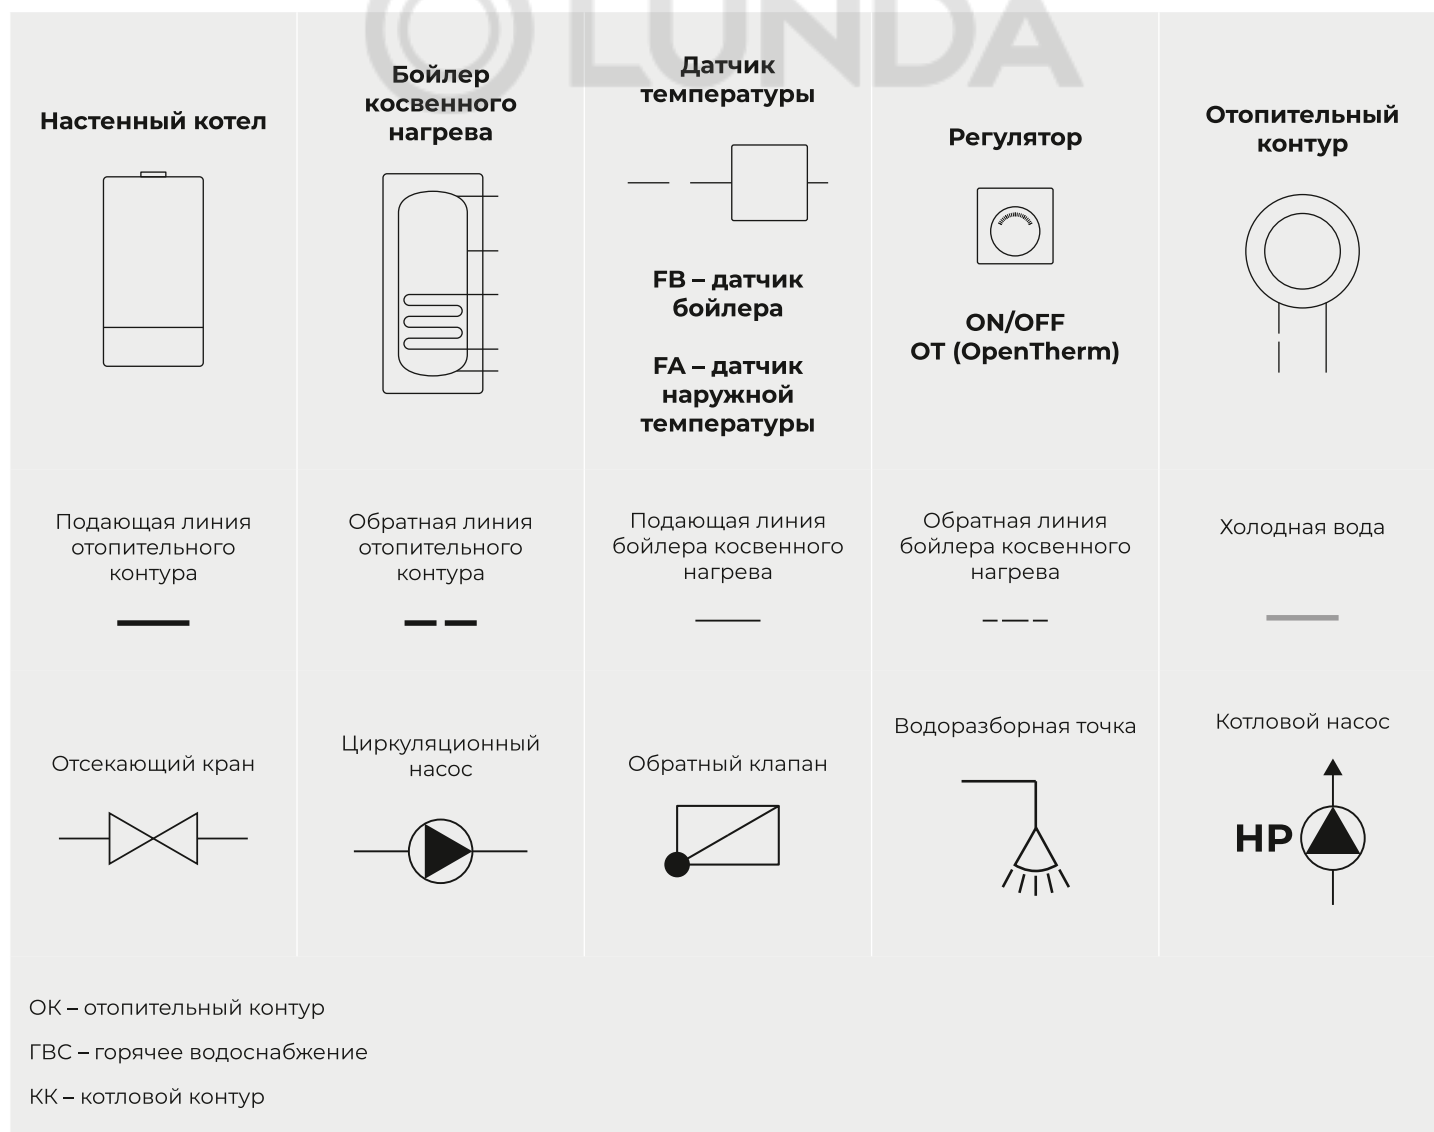 LUNDA
Настенный котел
Бойлер
косвенного
нагрева
Датчик
температуры
FB – датчик
бойлера
FA – датчик
наружной
температуры
Регулятор
ON/OFF
OT (OpenTherm)
Отопительный
контур
Подающая линия
отопительного
контура
Обратная линия
отопительного
контура
Подающая линия
бойлера косвенного
нагрева
Обратная линия
бойлера косвенного
нагрева
Холодная вода
Отсекающий кран
Циркуляционный
насос
Обратный клапан
Водоразборная точка
Котловой насос
HP
ОК – отопительный контур
ГВС – горячее водоснабжение
КК – котловой контур